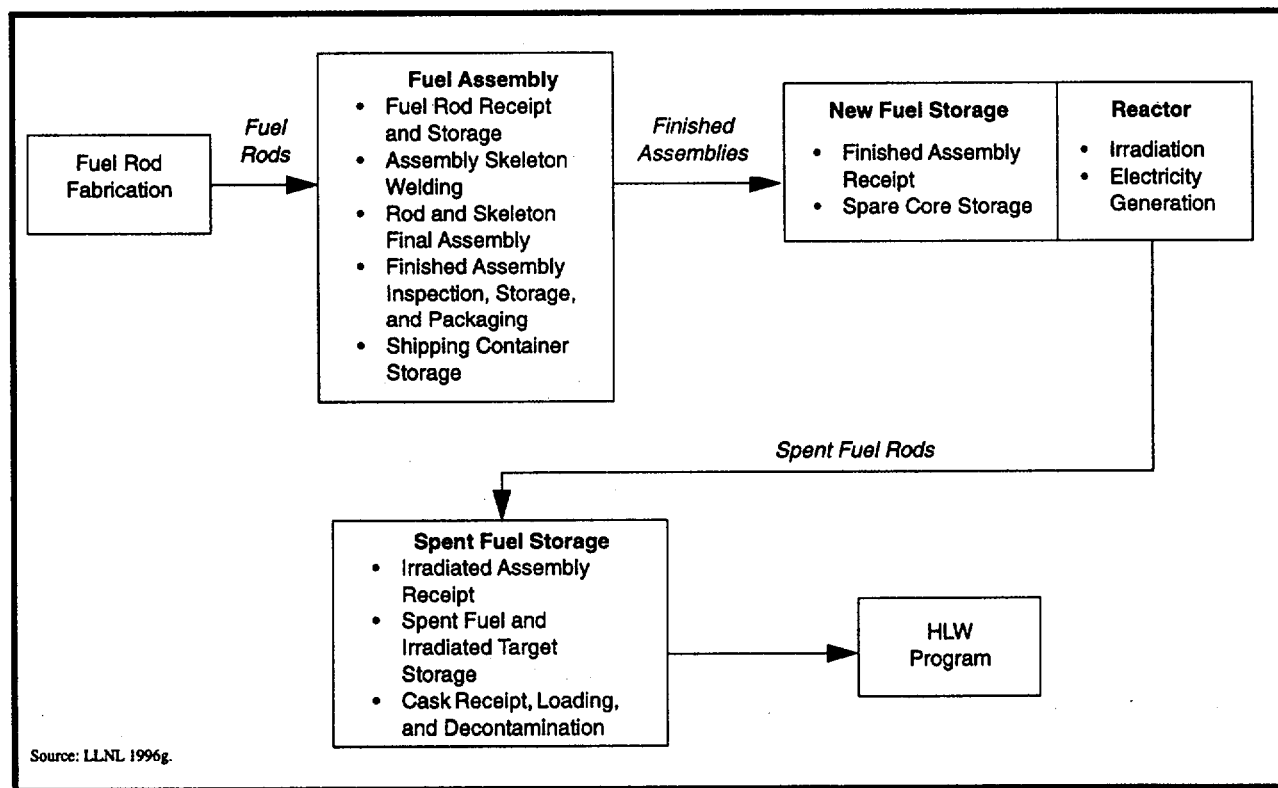 Fuel Rod
Fabrication
Fuel
Rods
Fuel Assembly
• Fuel Rod Receipt
and Storage
• Assembly Skeleton
Welding
• Rod and Skeleton
Final Assembly
• Finished Assembly
Inspection, Storage,
and Packaging
• Shipping Container
Storage
Finished
Assemblies
New Fuel Storage
• Finished Assembly
Receipt
• Spare Core Storage
Reactor
• Irradiation
• Electricity
Generation
Spent Fuel Rods
Spent Fuel Storage
• Irradiated Assembly
Receipt
• Spent Fuel and
Irradiated Target
Storage
• Cask Receipt, Loading,
and Decontamination
HLW
Program
Source: LLNL 1996g.